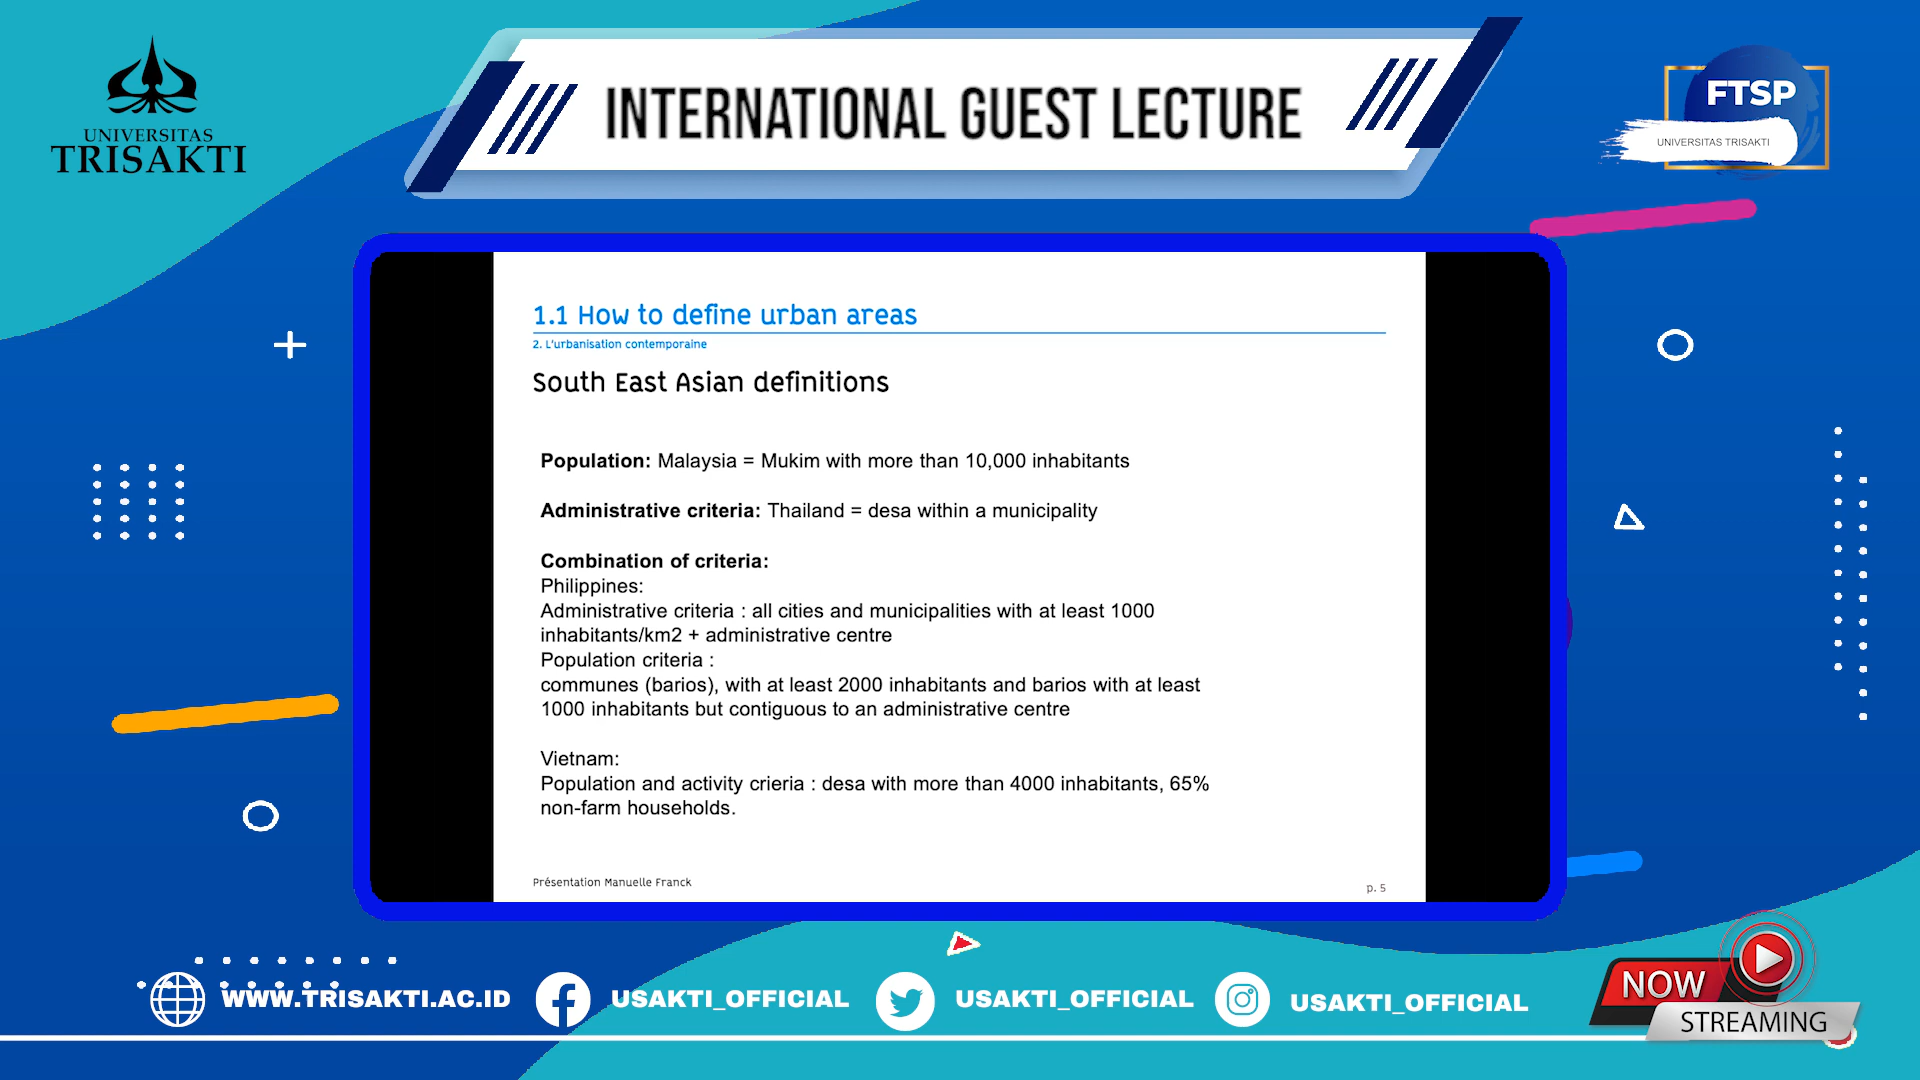 UNIVERSITAS
TRISAKTI
INTERNATIONAL GUEST LECTURE
FTSP
UNIVERSITAS TRISAKTI
1.1 How to define urban areas
2. L'urbanisation contemporaine
South East Asian definitions
Population: Malaysia = Mukim with more than 10,000 inhabitants
Administrative criteria: Thailand = desa within a municipality
Combination of criteria:
Philippines:
Administrative criteria : all cities and municipalities with at least 1000
inhabitants/km2 + administrative centre
Population criteria :
communes (barios), with at least 2000 inhabitants and barios with at least
1000 inhabitants but contiguous to an administrative centre
Vietnam:
Population and activity crieria : desa with more than 4000 inhabitants, 65%
non-farm households.
Présentation Manuelle Franck
p. 5
WWW.TRISAKTI.AC.ID
USAKTI_OFFICIAL
USAKTI_OFFICIAL
USAKTI_OFFICIAL
NOW
STREAMING